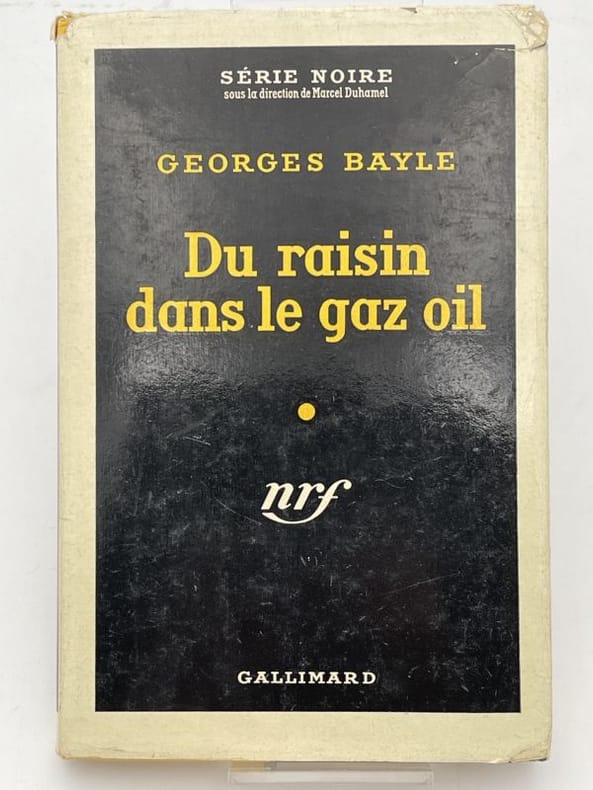 SÉRIE NOIRE
sous la direction de Marcel Duhamel
GEORGES BAYLE
Du raisin
dans le gaz oil
nrf
GALLIMARD